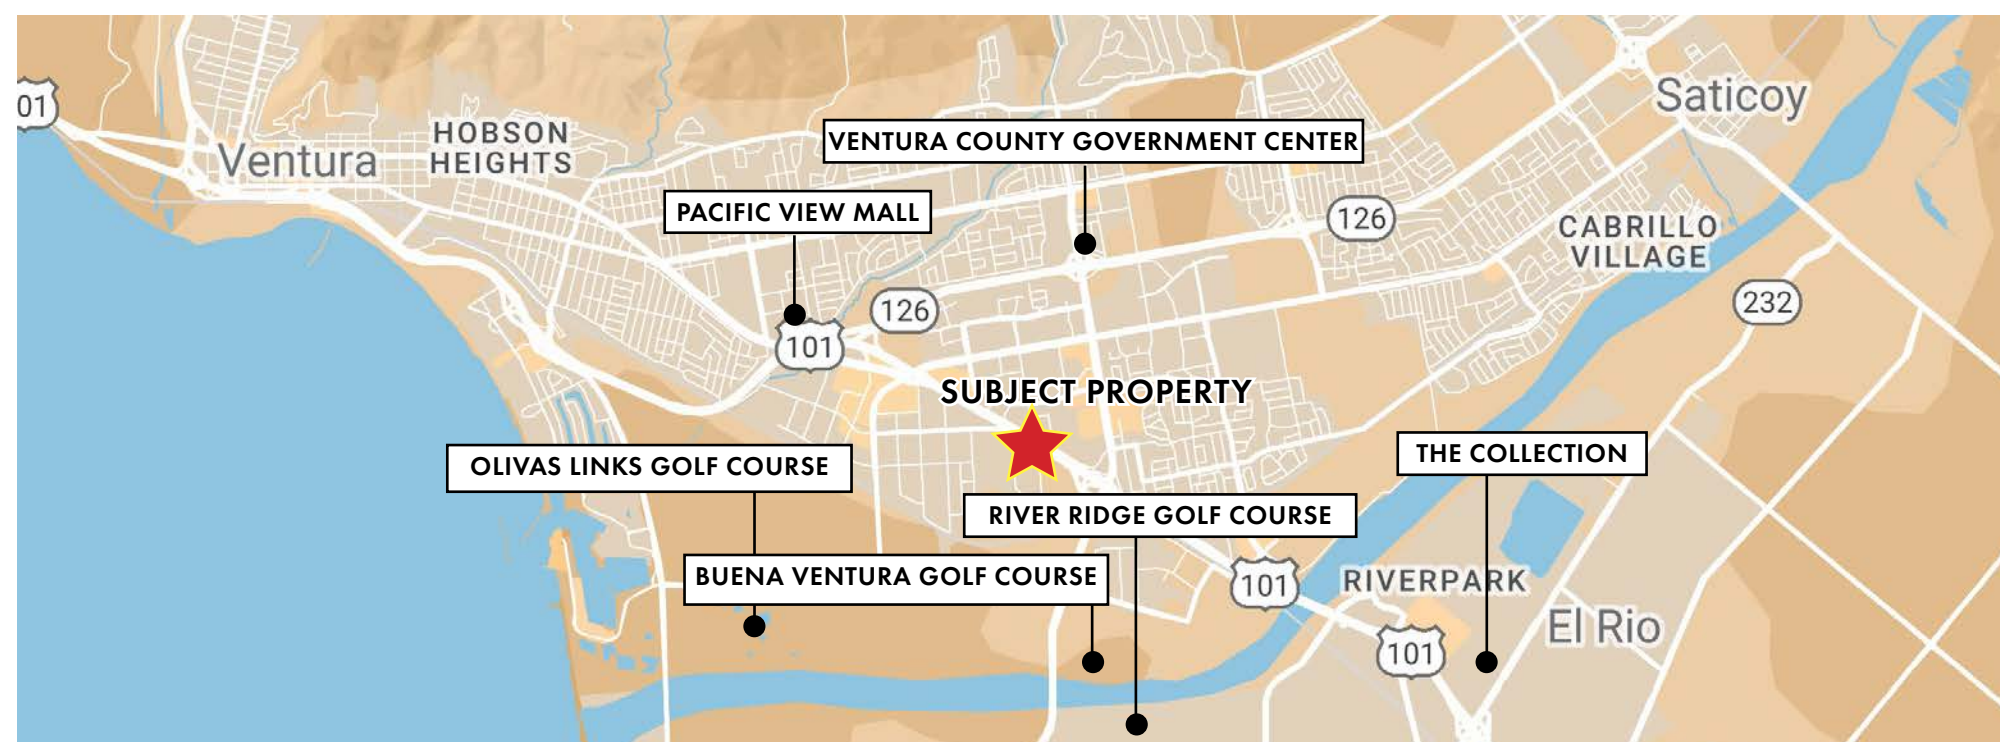 01
Ventura
HOBSON
HEIGHTS
VENTURA COUNTY GOVERNMENT CENTER
Saticoy
PACIFIC VIEW MALL
126
CABRILLO
VILLAGE
126
232
101
SUBJECT PROPERTY
OLIVAS LINKS GOLF COURSE
THE COLLECTION
RIVER RIDGE GOLF COURSE
BUENA VENTURA GOLF COURSE
101
RIVERPARK
El Rio
101